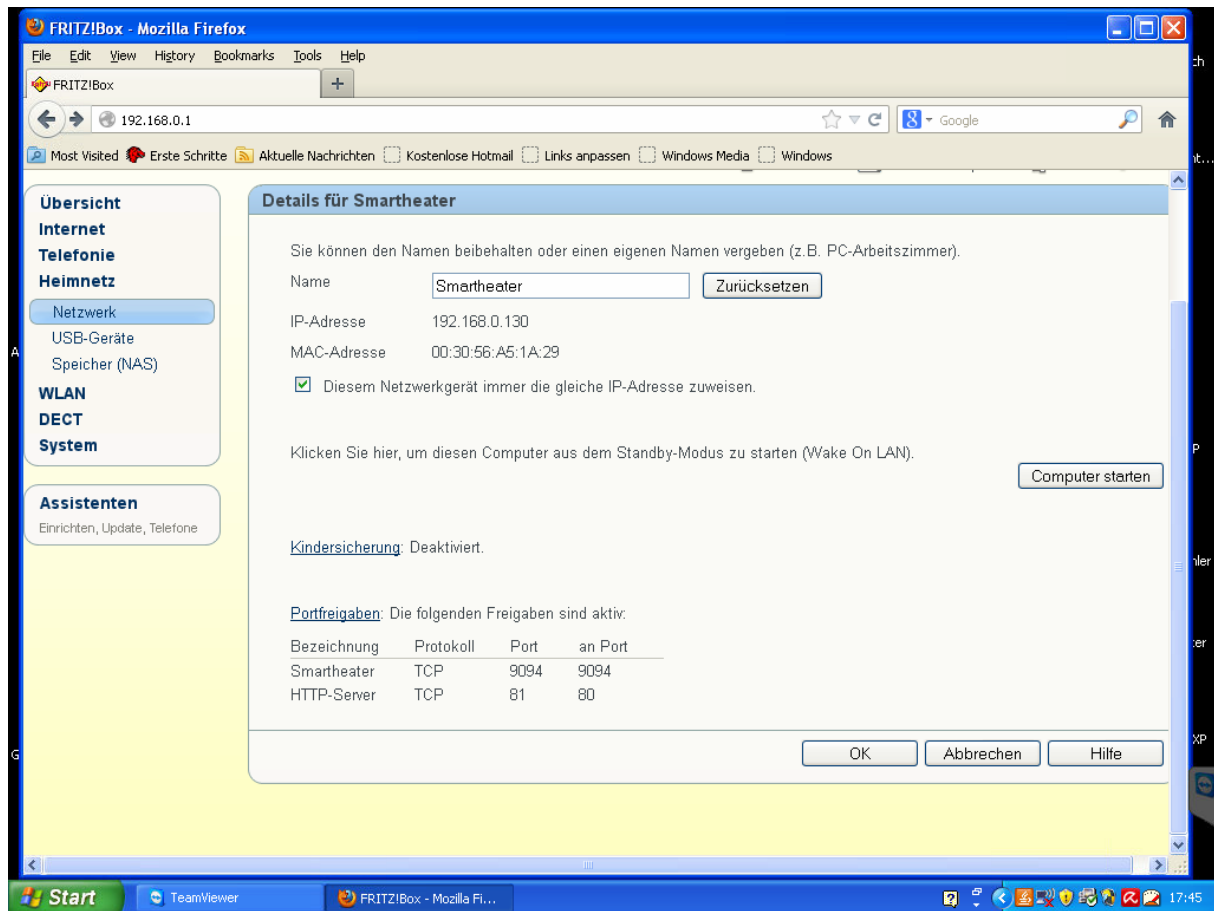 FRITZ!Box - Mozilla Firefox
File Edit View History Bookmarks Tools Help
FRITZ!Box +
192.168.0.1
8 Google
Most Visited Erste Schritte Aktuelle Nachrichten Kostenlose Hotmail Links anpassen Windows Media Windows
Übersicht
Internet
Telefonie
Heimnetz
Netzwerk
USB-Geräte
Speicher (NAS)
WLAN
DECT
System
Assistenten
Einrichten, Update, Telefone
Details für Smartheater
Sie können den Namen beibehalten oder einen eigenen Namen vergeben (z.B. PC-Arbeitszimmer).
Name Smartheater Zurücksetzen
IP-Adresse 192.168.0.130
MAC-Adresse 00:30:56:A5:1A:29
Diesem Netzwerkgerät immer die gleiche IP-Adresse zuweisen.
Klicken Sie hier, um diesen Computer aus dem Standby-Modus zu starten (Wake On LAN).
Computer starten
Kindersicherung: Deaktiviert.
Portfreigaben: Die folgenden Freigaben sind aktiv:
Bezeichnung Protokoll Port an Port
Smartheater TCP 9094 9094
HTTP-Server TCP 81 80
OK Abbrechen Hilfe
Start TeamViewer FRITZ!Box - Mozilla Fi... 17:45